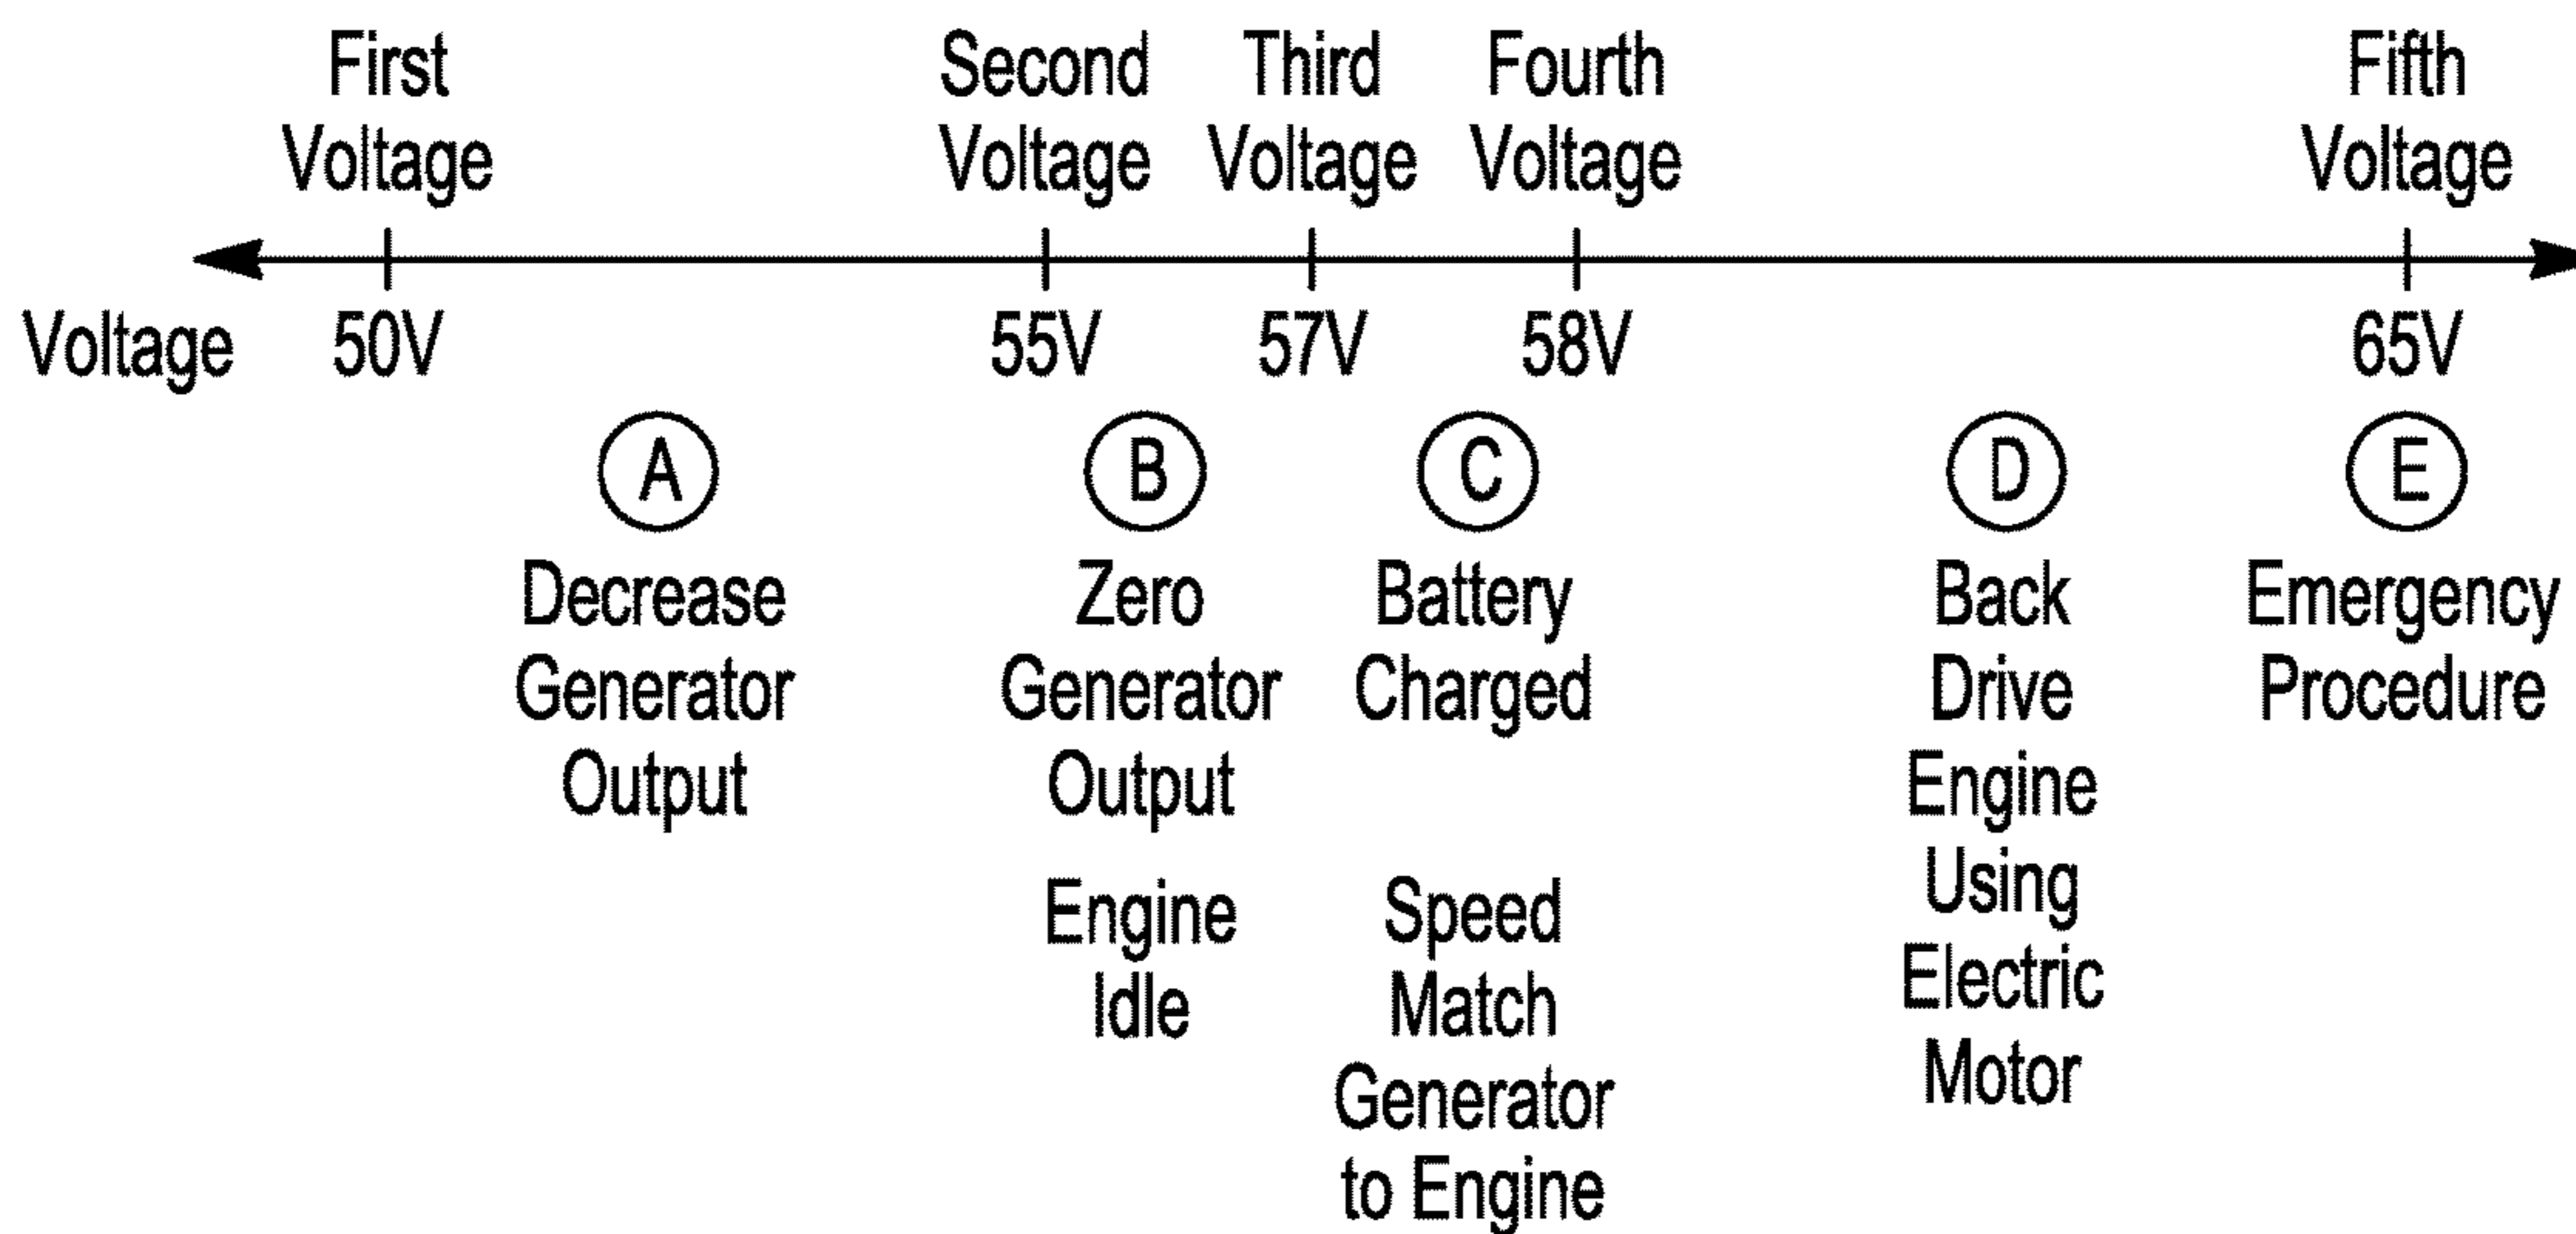 First Second Third Fourth Fifth
Voltage Voltage Voltage Voltage Voltage
Voltage 50V 55V 57V 58V 65V
A B C D E
Decrease Zero Battery Back Emergency
Generator Generator Charged Drive Procedure
Output Output Engine
Engine Speed Using
Idle Match Electric
Generator Motor
to Engine